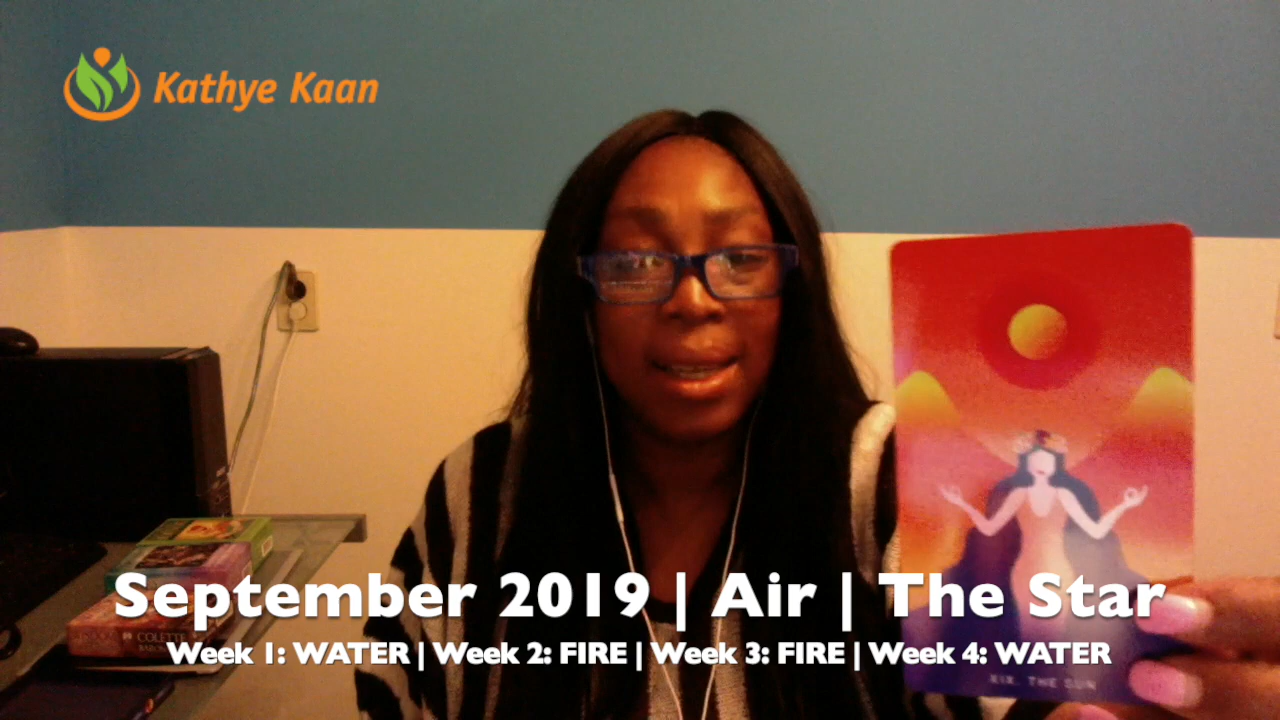 Kathye Kaan
COLETTE
September 2019 | Air | The Star
Week 1: WATER | Week 2: FIRE | Week 3: FIRE | Week 4: WATER
XIX. THE SUN